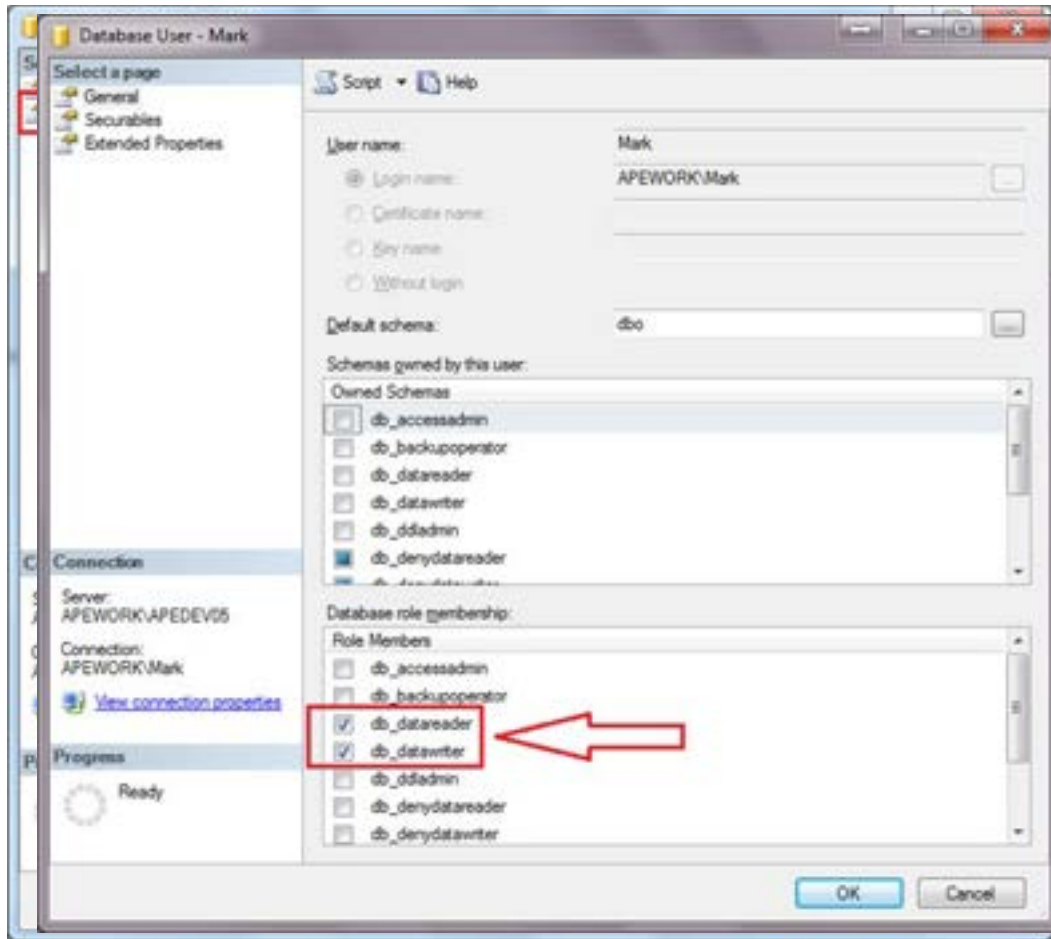 Database User - Mark
Select a page
General
Securables
Extended Properties
Script
Help
User name:
Mark
Login name:
APEWORK\Mark
...
Certificate name:
Key name
Without login
Default schema:
dbo
...
Schemas owned by this user:
Owned Schemas
db_accessadmin
db_backupoperator
db_datareader
db_datawriter
db_ddladmin
db_denydatareader
Connection
Server:
APEWORK\APEDEV05
Connection:
APEWORK\Mark
View connection properties
Progress
Ready
Database role membership:
Role Members
db_accessadmin
db_backupoperator
db_datareader
db_datawriter
db_ddladmin
db_denydatareader
db_denydatawriter
OK
Cancel